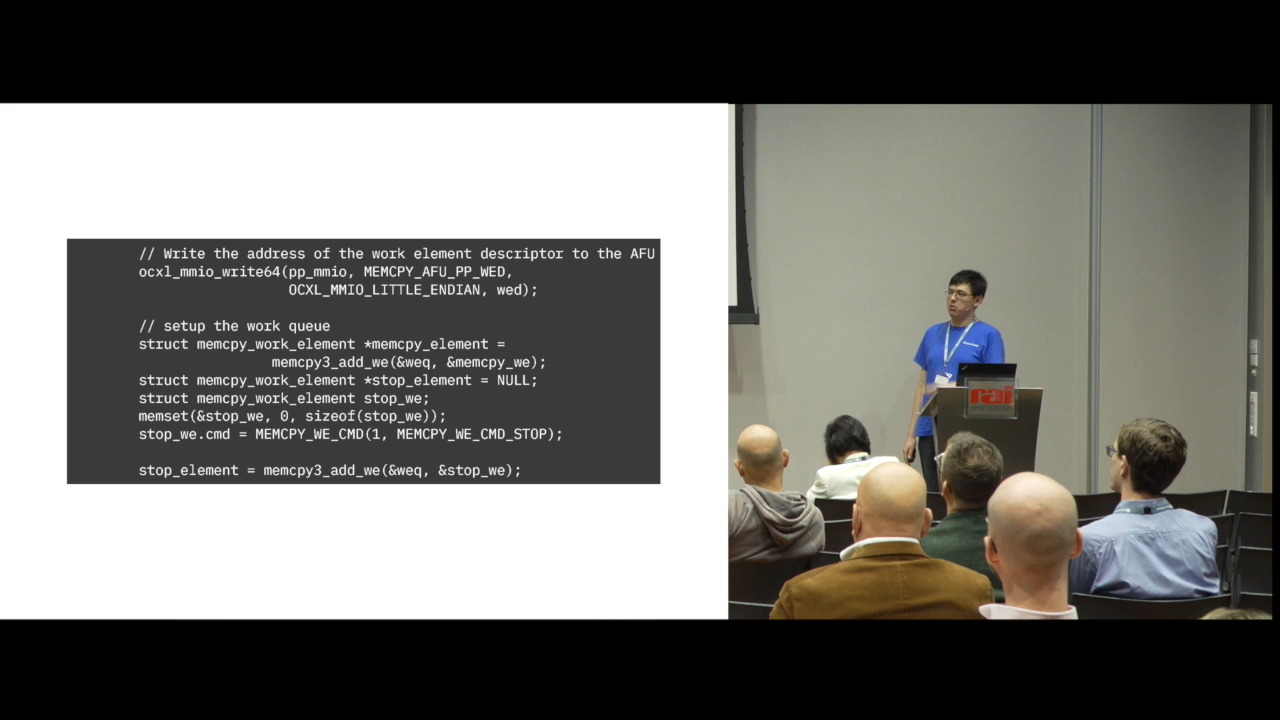 // Write the address of the work element descriptor to the AFU
ocxl_mmio_write64(pp_mmio, MEMCPY_AFU_PP_WED,
OCXL_MMIO_LITTLE_ENDIAN, wed);
// setup the work queue
struct memcpy_work_element *memcpy_element =
memcpy3_add_we(&weq, &memcpy_we);
struct memcpy_work_element *stop_element = NULL;
struct memcpy_work_element stop_we;
memset(&stop_we, 0, sizeof(stop_we));
stop_we.cmd = MEMCPY_WE_CMD(1, MEMCPY_WE_CMD_STOP);
stop_element = memcpy3_add_we(&weq, &stop_we);
rai
AMSTERDAM